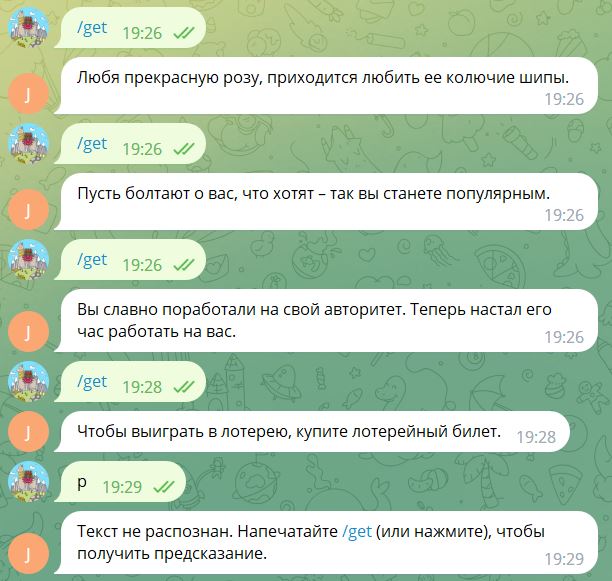 /get 19:26
Любя прекрасную розу, приходится любить ее колючие шипы.
19:26
/get 19:26
Пусть болтают о вас, что хотят – так вы станете популярным.
19:26
/get 19:26
Вы славно поработали на свой авторитет. Теперь настал его
час работать на вас. 19:26
/get 19:28
Чтобы выиграть в лотерею, купите лотерейный билет. 19:28
р 19:29
Текст не распознан. Напечатайте /get (или нажмите), чтобы
получить предсказание. 19:29
J
J
J
J
J